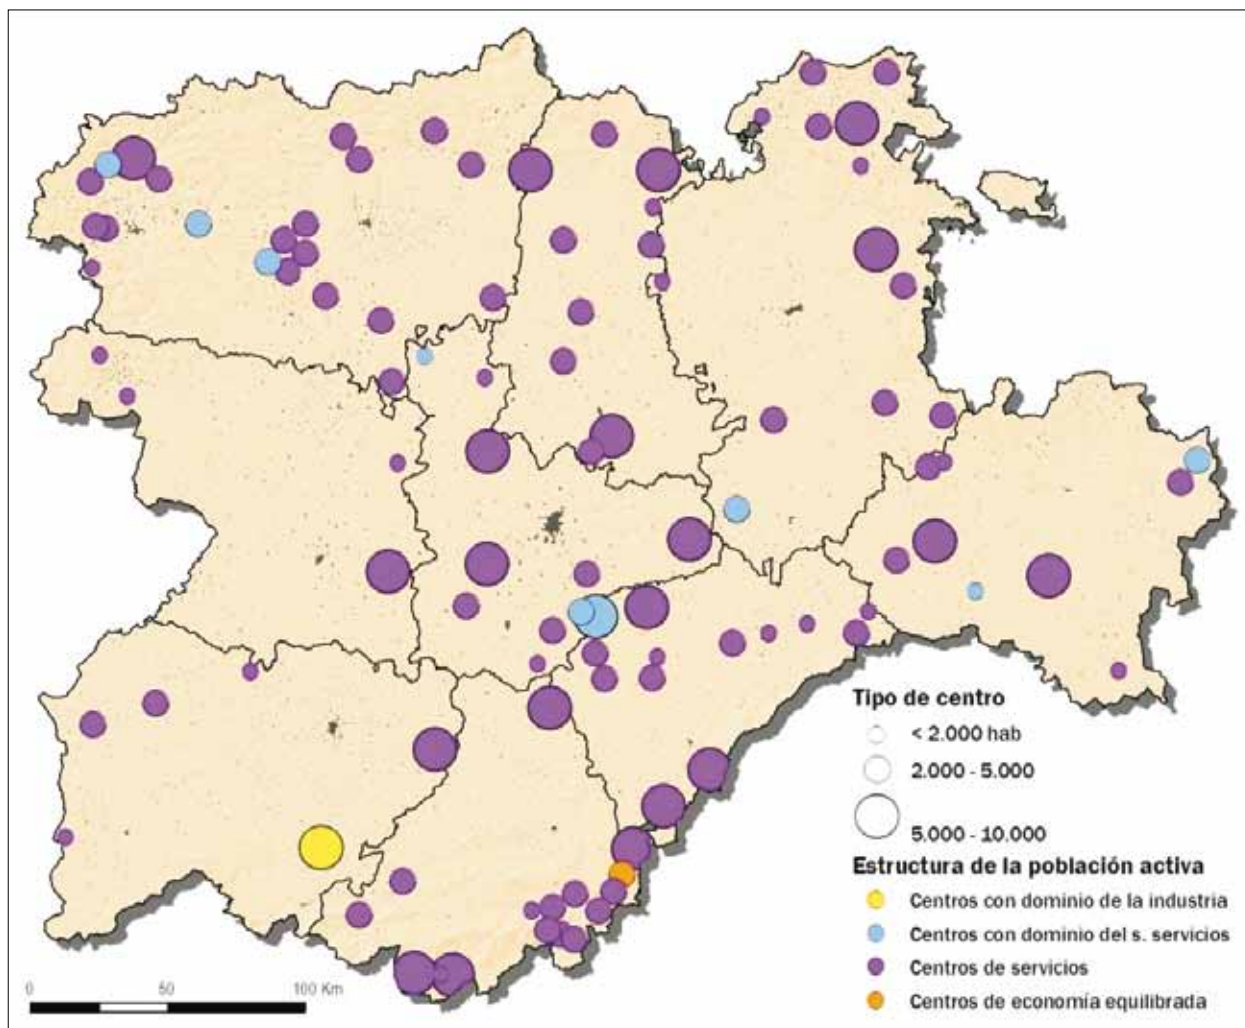 Tipo de centro
< 2.000 hab
2.000 - 5.000
5.000 - 10.000
Estructura de la población activa
Centros con dominio de la industria
Centros con dominio del s. servicios
Centros de servicios
Centros de economía equilibrada
0 50 100 Km